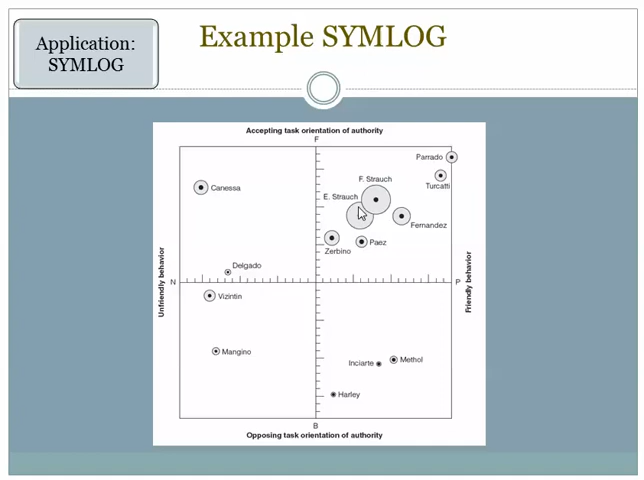 Application:
SYMLOG
Example SYMLOG
Accepting task orientation of authority
F
Parrado
Turcatti
F. Strauch
Canessa
E. Strauch
Fernandez
Zerbino
Paez
Delgado
Unfriendly behavior
N
P
Friendly behavior
Vizintin
Mangino
Inciarte
Methol
Harley
B
Opposing task orientation of authority